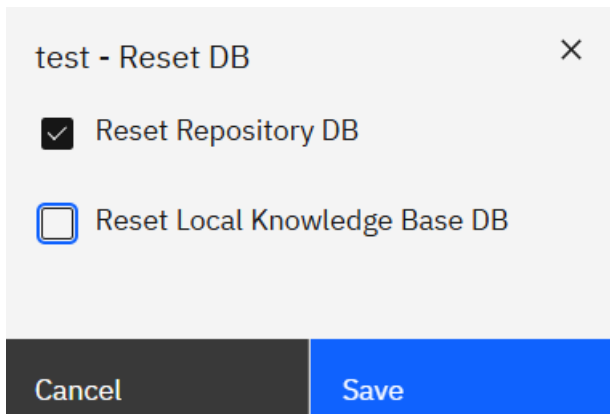 test - Reset DB
Reset Repository DB
Reset Local Knowledge Base DB
Cancel
Save